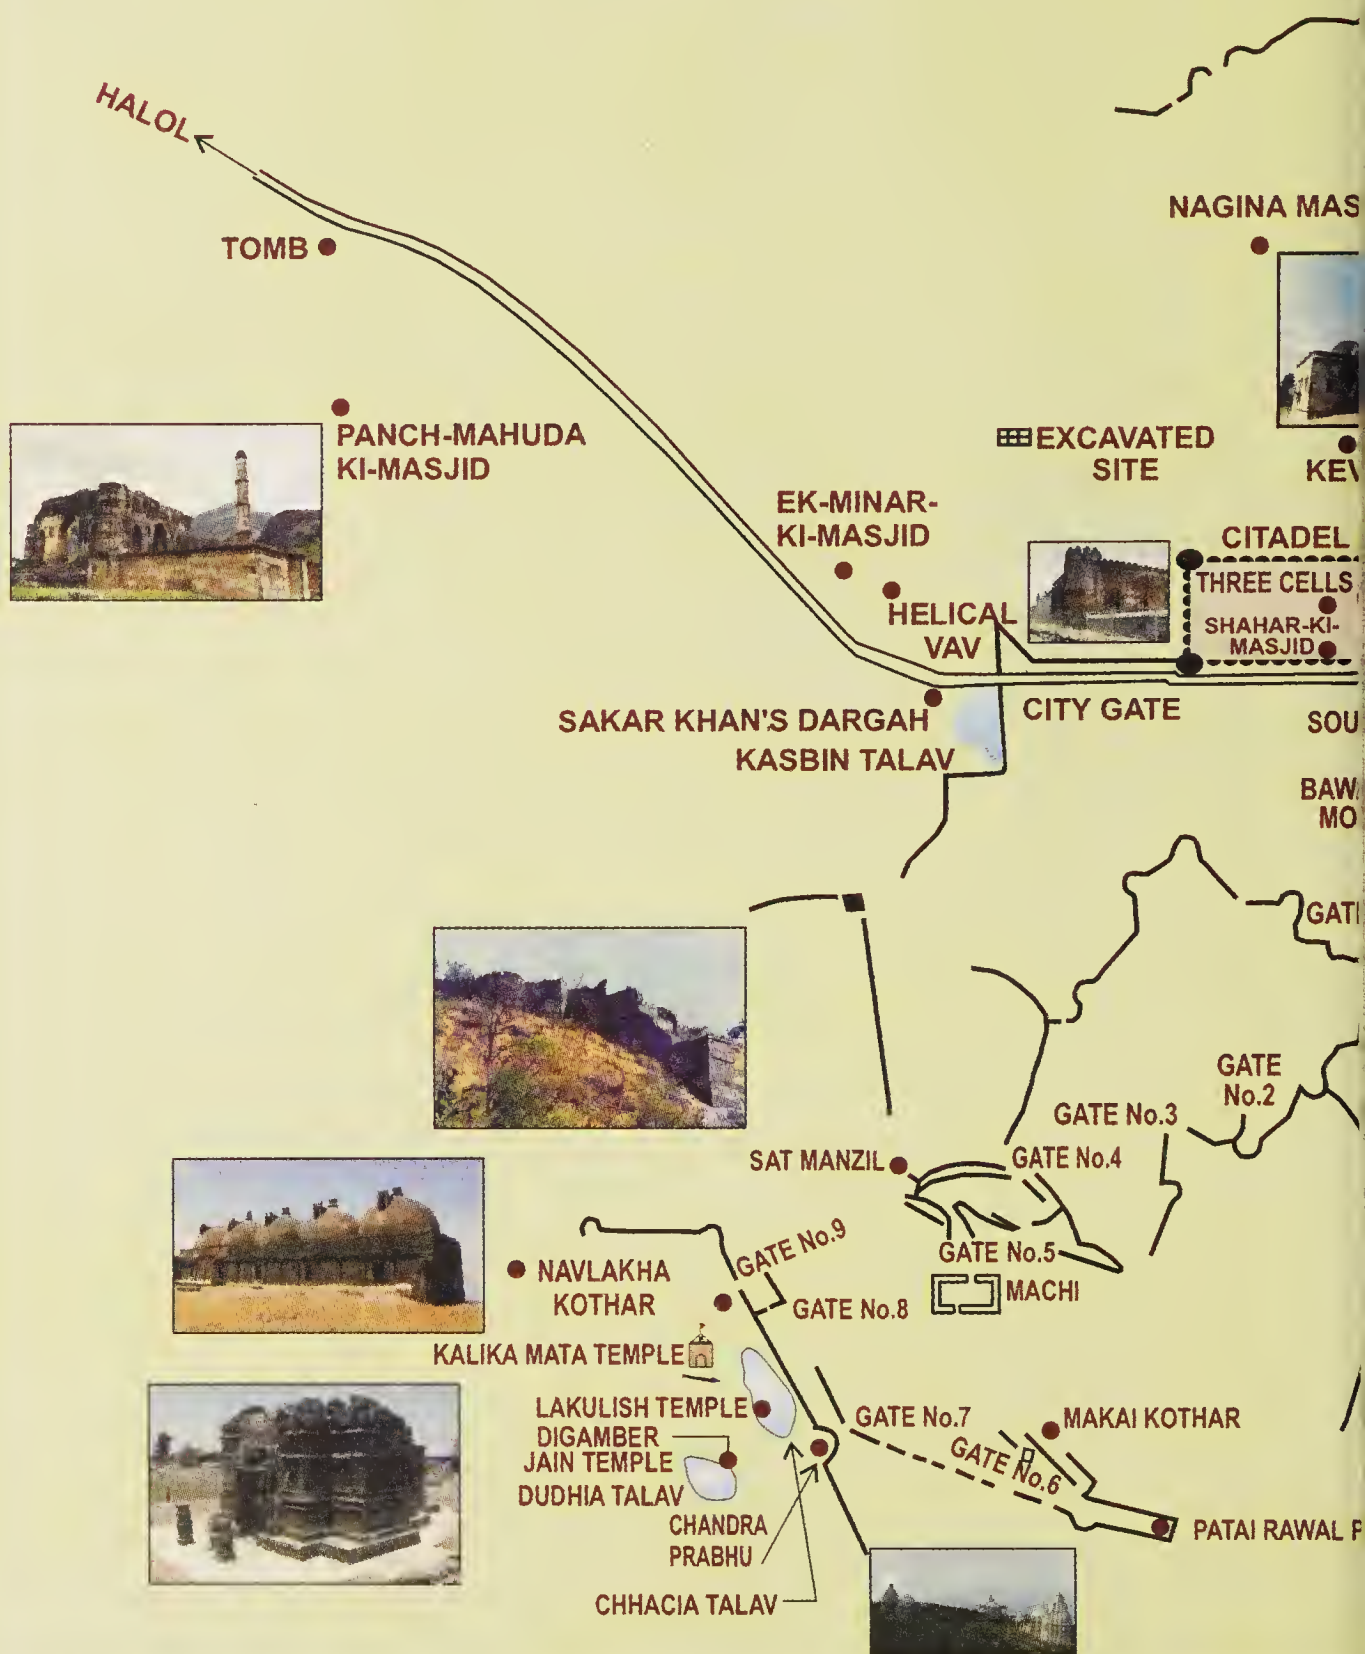 HALOL
NAGINA MAS
TOMB
PANCH-MAHUDA
KI-MASJID
EXCAVATED
SITE
KEV
EK-MINAR-
KI-MASJID
CITADEL
THREE CELLS
HELICAL
VAV
SHAHAR-KI-
MASJID
SAKAR KHAN'S DARGAH
CITY GATE
SOU
KASBIN TALAV
BAW
MO
GAT
GATE
No.2
GATE No.3
SAT MANZIL
GATE No.4
GATE No.9
GATE No.5
NAVLAKHA
KOTHAR
MACHI
GATE No.8
KALIKA MATA TEMPLE
LAKULISH TEMPLE
GATE No.7
MAKAI KOTHAR
DIGAMBER
JAIN TEMPLE
GATE No.6
DUDHIA TALAV
CHANDRA
PRABHU
PATAI RAWAL P
CHHACIA TALAV